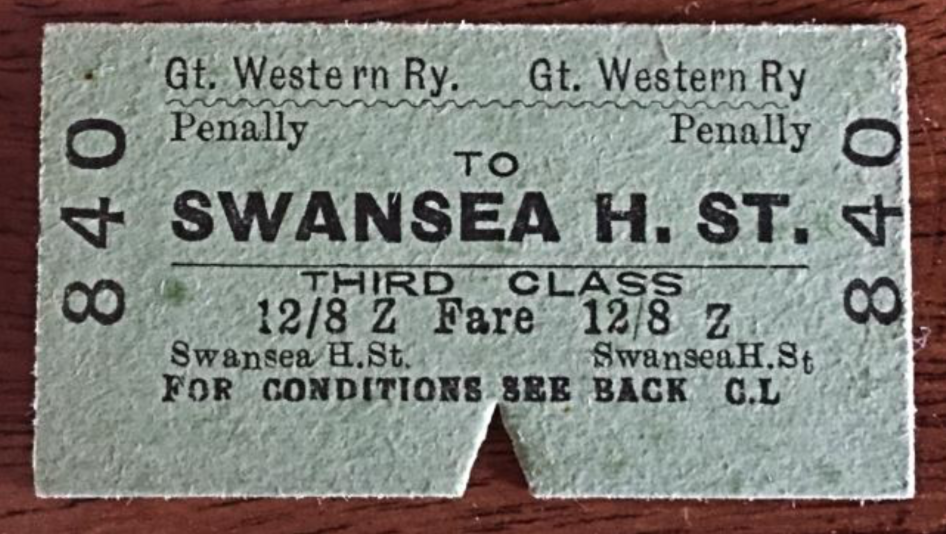 Gt. Western Ry. Gt. Western Ry
Penally Penally
TO
SWANSEA H. ST.
THIRD CLASS
12/8 Z Fare 12/8 Z
Swansea H.St. SwanseaH.St
FOR CONDITIONS SEE BACK C.L
840
840